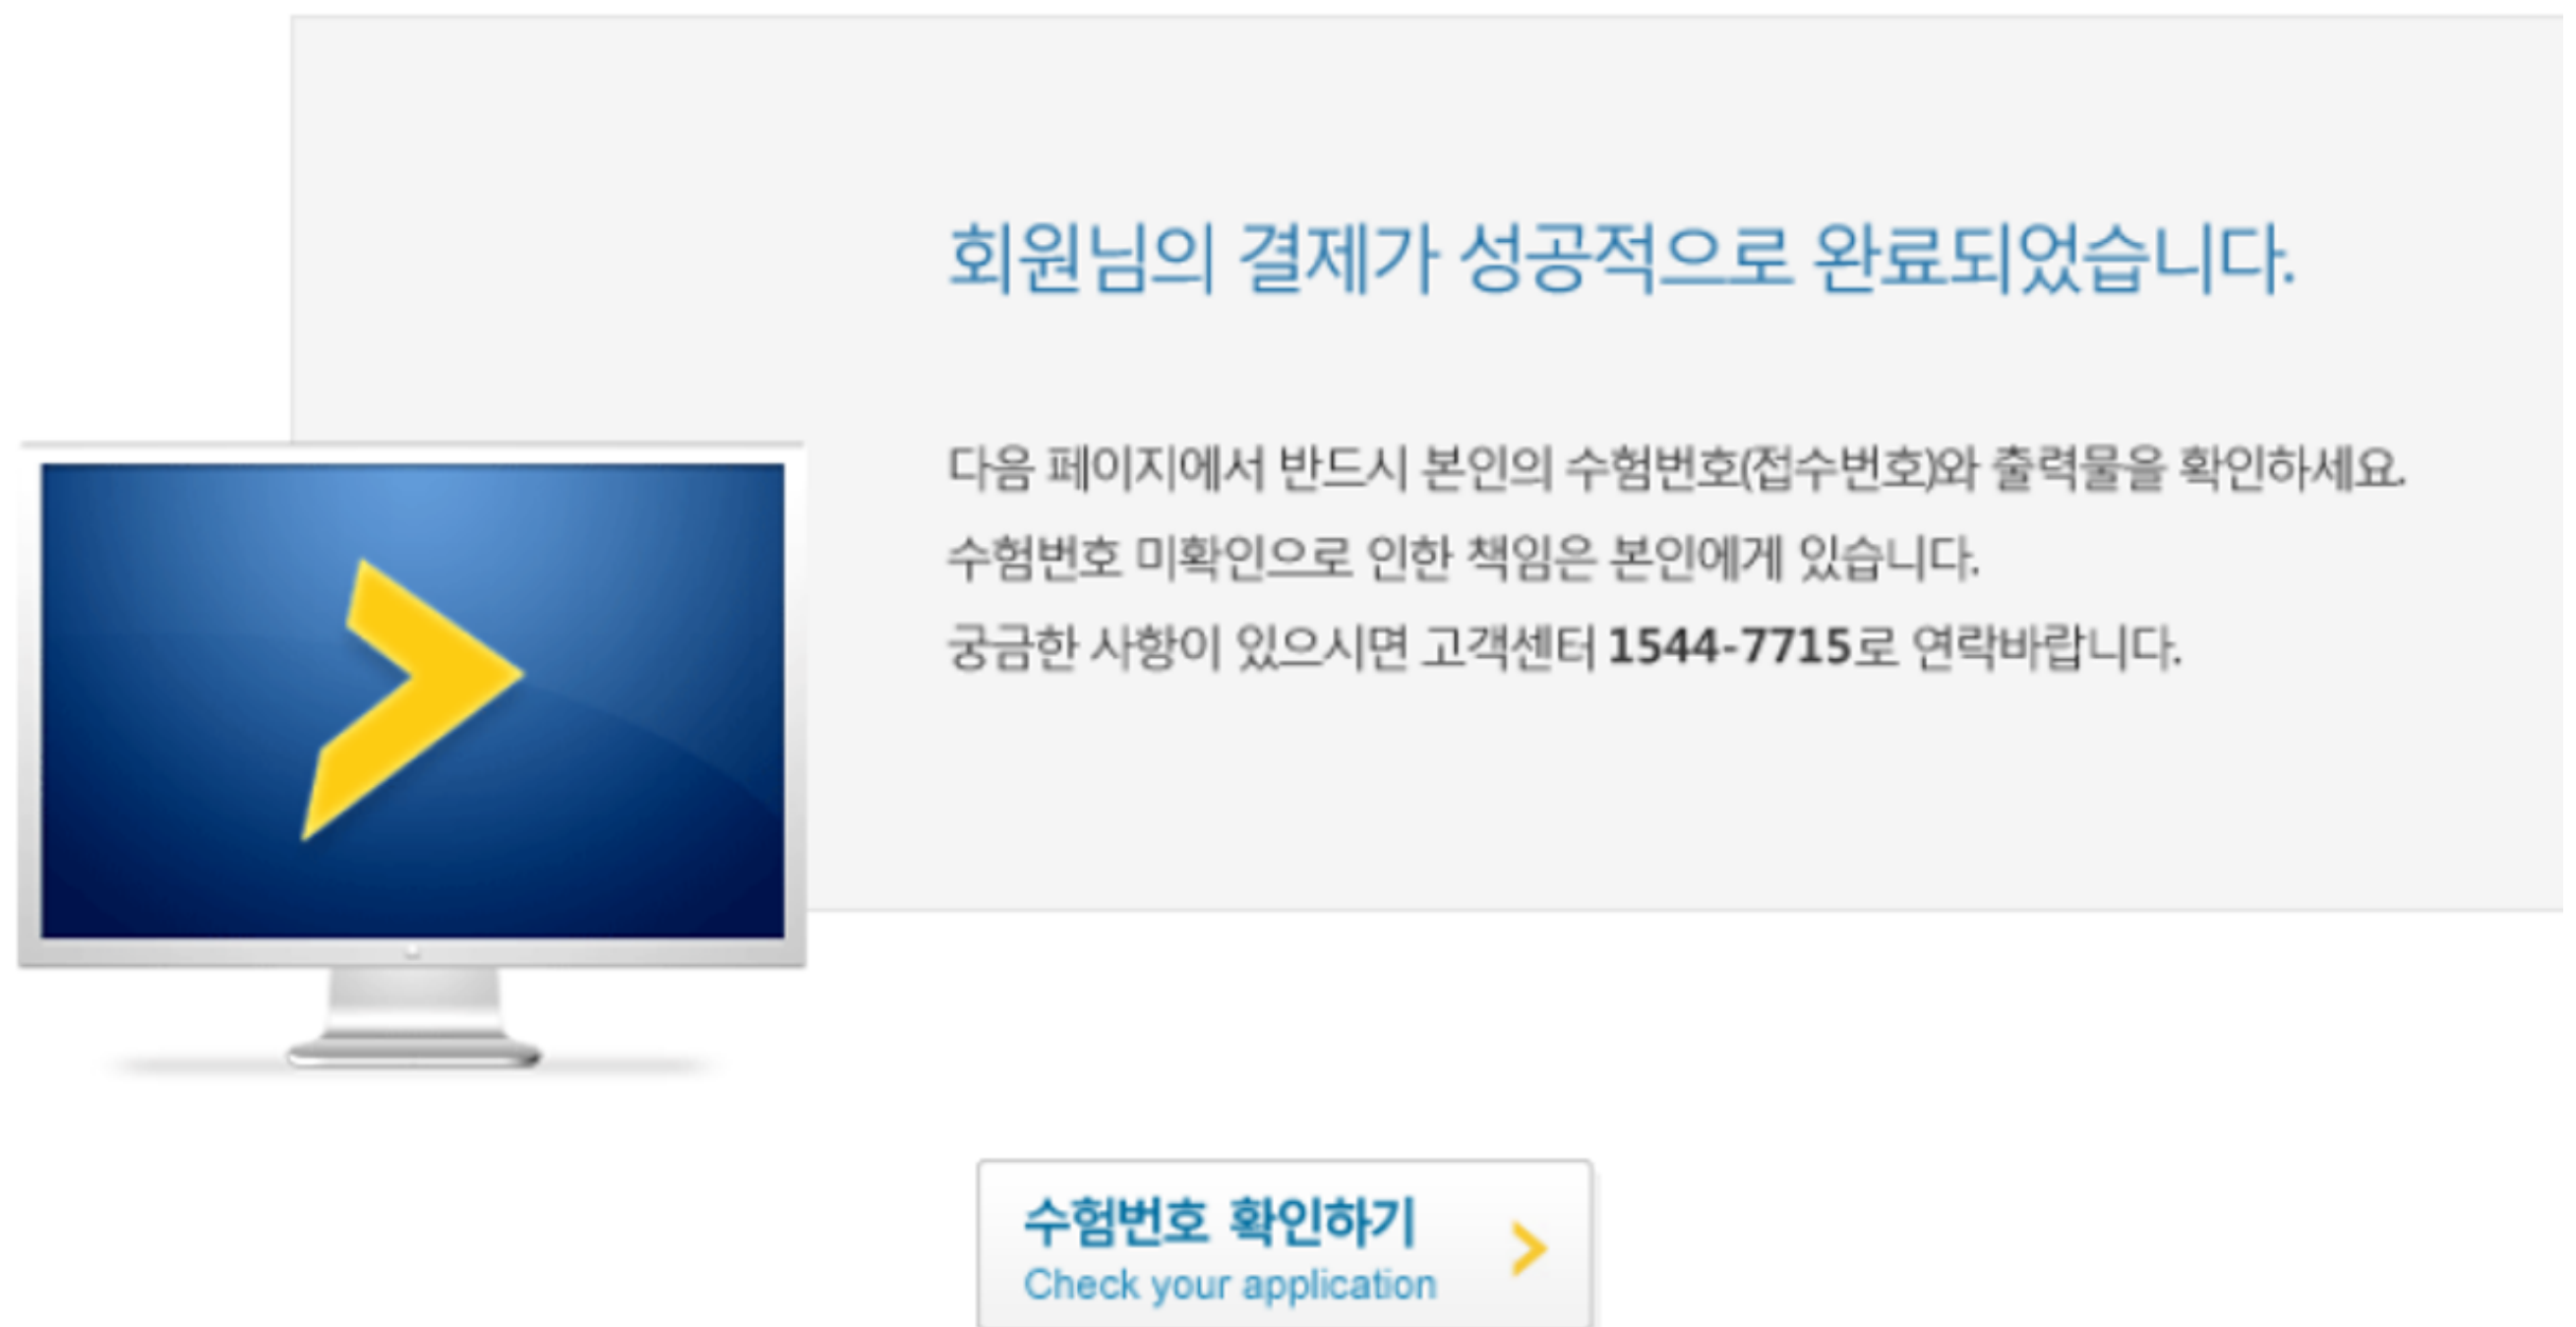 회원님의 결제가 성공적으로 완료되었습니다.
다음 페이지에서 반드시 본인의 수험번호(접수번호)와 출력물을 확인하세요.
수험번호 미확인으로 인한 책임은 본인에게 있습니다.
궁금한 사항이 있으시면 고객센터 1544-7715로 연락바랍니다.
수험번호 확인하기
Check your application